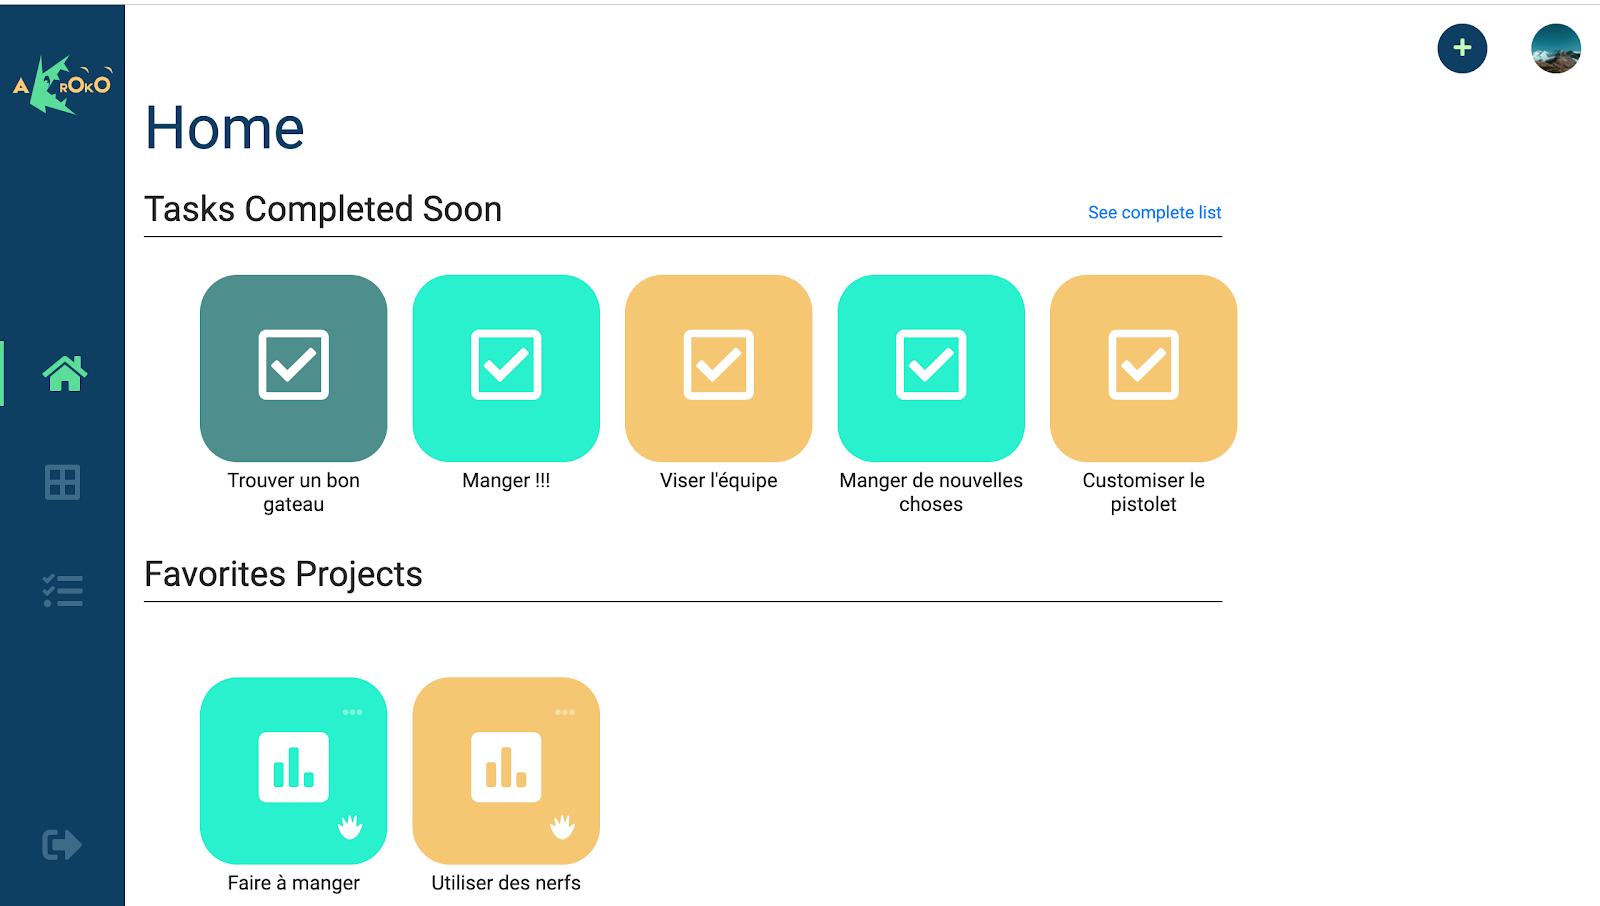 AKROKO
Home
Tasks Completed Soon
See complete list
Trouver un bon
gateau
Manger !!!
Viser l'équipe
Manger de nouvelles
choses
Customiser le
pistolet
Favorites Projects
Faire à manger
Utiliser des nerfs